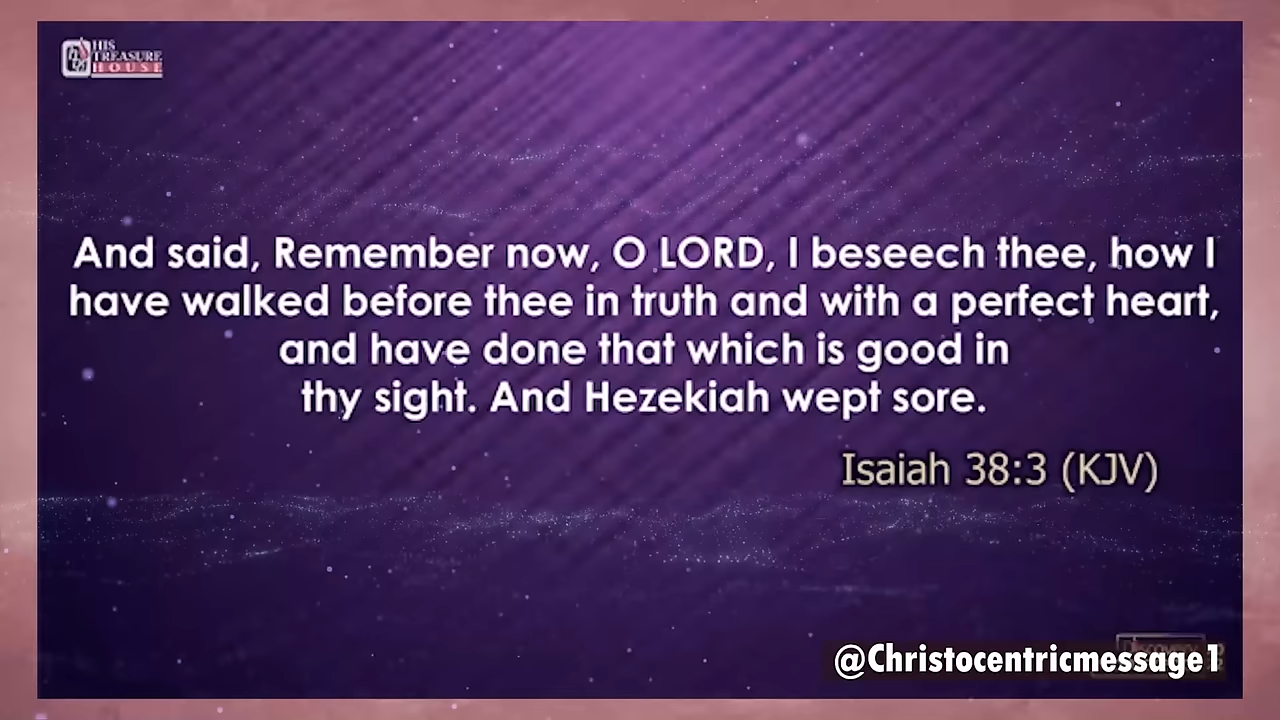 HIS
TREASURE
HOUSE
And said, Remember now, O LORD, I beseech thee, how I
have walked before thee in truth and with a perfect heart,
and have done that which is good in
thy sight. And Hezekiah wept sore.
Isaiah 38:3 (KJV)
@Christocentricmessage1